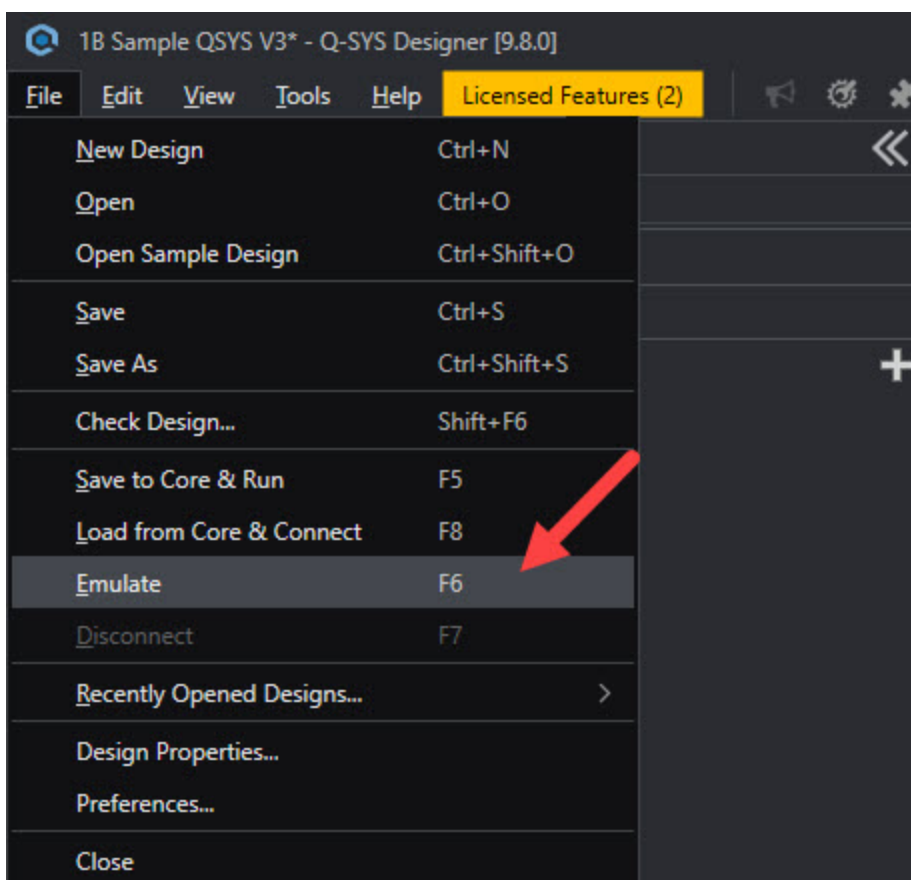 1B Sample QSYS V3* - Q-SYS Designer [9.8.0]
File Edit View Tools Help Licensed Features (2)
New Design Ctrl+N
Open Ctrl+O
Open Sample Design Ctrl+Shift+O
Save Ctrl+S
Save As Ctrl+Shift+S
Check Design... Shift+F6
Save to Core & Run F5
Load from Core & Connect F8
Emulate F6
Disconnect F7
Recently Opened Designs...
Design Properties...
Preferences...
Close